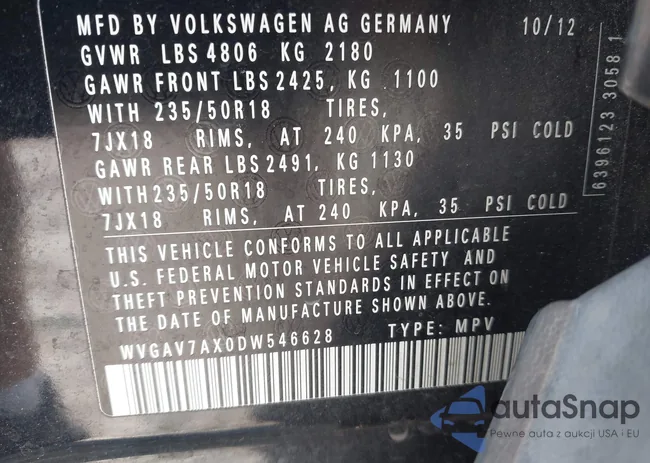 MFD BY VOLKSWAGEN AG GERMANY 10/12
GVWR LBS 4806 KG 2180
GAWR FRONT LBS 2425, KG 1100
WITH 235/50R18 TIRES,
7JX18 RIMS, AT 240 KPA, 35 PSI COLD
GAWR REAR LBS 2491, KG 1130
WITH 235/50R18 TIRES,
7JX18 RIMS, AT 240 KPA, 35 PSI COLD
THIS VEHICLE CONFORMS TO ALL APPLICABLE
U.S. FEDERAL MOTOR VEHICLE SAFETY AND
THEFT PREVENTION STANDARDS IN EFFECT ON
THE DATE OF MANUFACTURE SHOWN ABOVE.
WVGAV7AX0DW546628 TYPE: MPV
6396123 3058 1
autaSnap
Pewne auta z aukcji USA i EU